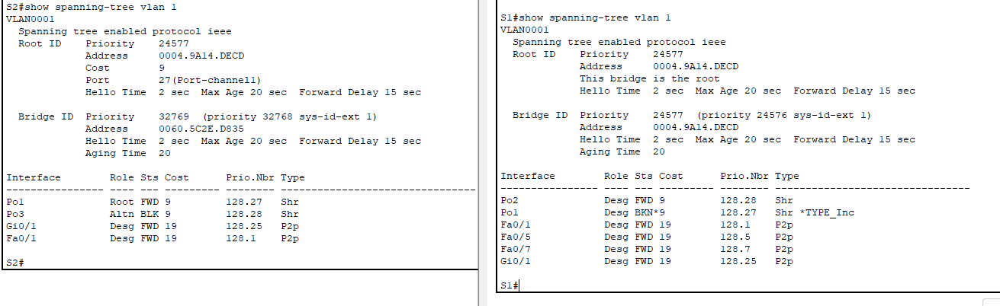 S2#show spanning-tree vlan 1
VLAN0001
  Spanning tree enabled protocol ieee
  Root ID    Priority    24577
             Address     0004.9A14.DECD
             Cost        9
             Port        27(Port-channel1)
             Hello Time  2 sec  Max Age 20 sec  Forward Delay 15 sec

  Bridge ID  Priority    32769  (priority 32768 sys-id-ext 1)
             Address     0060.5C2E.D835
             Hello Time  2 sec  Max Age 20 sec  Forward Delay 15 sec
             Aging Time  20

Interface        Role Sts Cost      Prio.Nbr Type
---------------- ---- --- --------- -------- --------------------------------
Po1              Root FWD 9         128.27   Shr
Po3              Altn BLK 9         128.28   Shr
Gi0/1            Desg FWD 19        128.25   P2p
Fa0/1            Desg FWD 19        128.1    P2p

S2#
S1#show spanning-tree vlan 1
VLAN0001
  Spanning tree enabled protocol ieee
  Root ID    Priority    24577
             Address     0004.9A14.DECD
             This bridge is the root
             Hello Time  2 sec  Max Age 20 sec  Forward Delay 15 sec

  Bridge ID  Priority    24577  (priority 24576 sys-id-ext 1)
             Address     0004.9A14.DECD
             Hello Time  2 sec  Max Age 20 sec  Forward Delay 15 sec
             Aging Time  20

Interface        Role Sts Cost      Prio.Nbr Type
---------------- ---- --- --------- -------- --------------------------------
Po2              Desg FWD 9         128.28   Shr
Po1              Desg BKN*9         128.27   Shr *TYPE_Inc
Fa0/1            Desg FWD 19        128.1    P2p
Fa0/5            Desg FWD 19        128.5    P2p
Fa0/7            Desg FWD 19        128.7    P2p
Gi0/1            Desg FWD 19        128.25   P2p

S1#